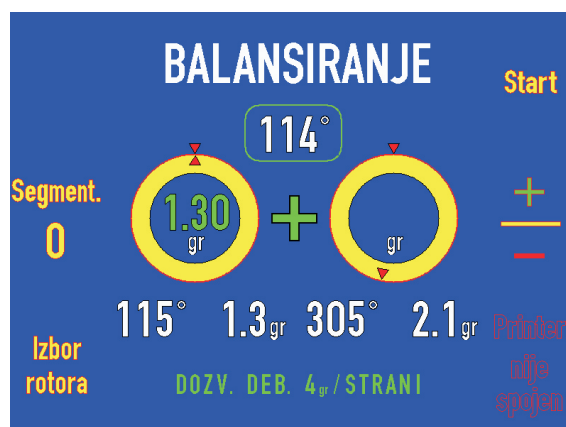 BALANSIRANJE
Start
114°
Segment.
0
1.30
gr
+
gr
+
−
115° 1.3gr 305° 2.1gr
Izbor
rotora
Printer
nije
spojen
DOZV. DEB. 4gr/STRANI